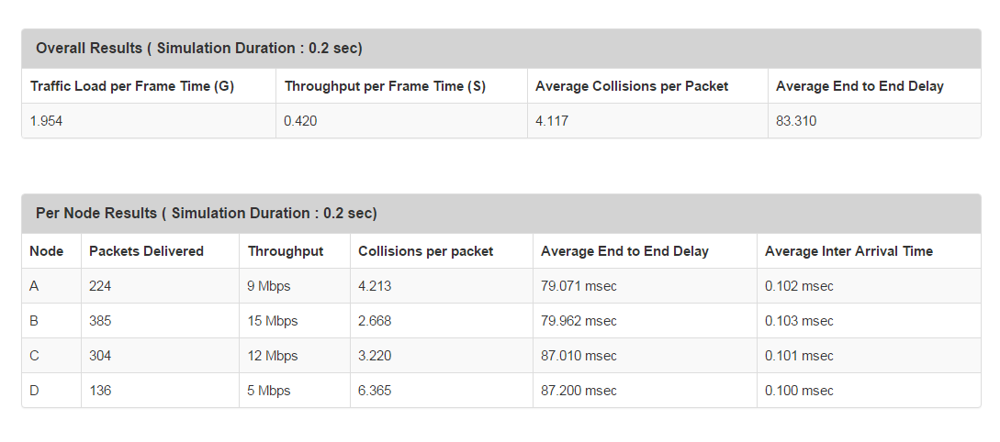 Overall Results ( Simulation Duration : 0.2 sec)
Traffic Load per Frame Time (G) Throughput per Frame Time (S) Average Collisions per Packet Average End to End Delay
1.954 0.420 4.117 83.310
Per Node Results ( Simulation Duration : 0.2 sec)
Node Packets Delivered Throughput Collisions per packet Average End to End Delay Average Inter Arrival Time
A 224 9 Mbps 4.213 79.071 msec 0.102 msec
B 385 15 Mbps 2.668 79.962 msec 0.103 msec
C 304 12 Mbps 3.220 87.010 msec 0.101 msec
D 136 5 Mbps 6.365 87.200 msec 0.100 msec